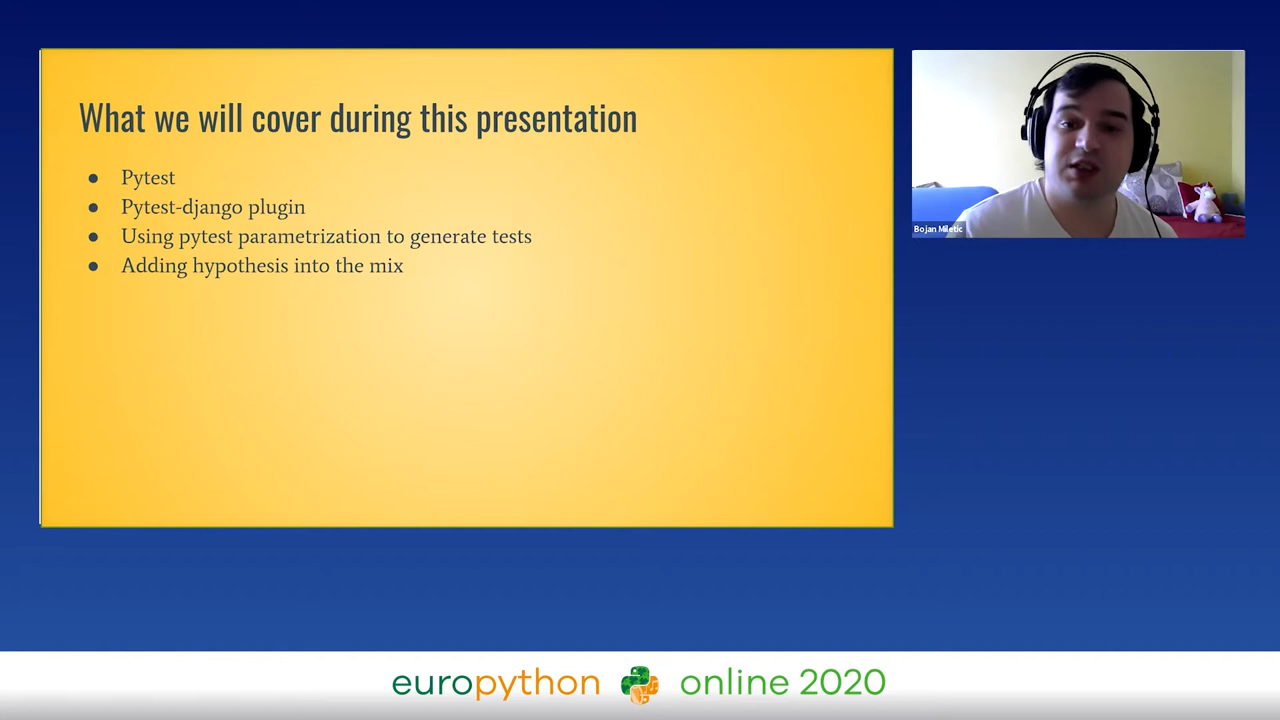 What we will cover during this presentation
● Pytest
● Pytest-django plugin
● Using pytest parametrization to generate tests
● Adding hypothesis into the mix
Bojan Miletic
europython online 2020